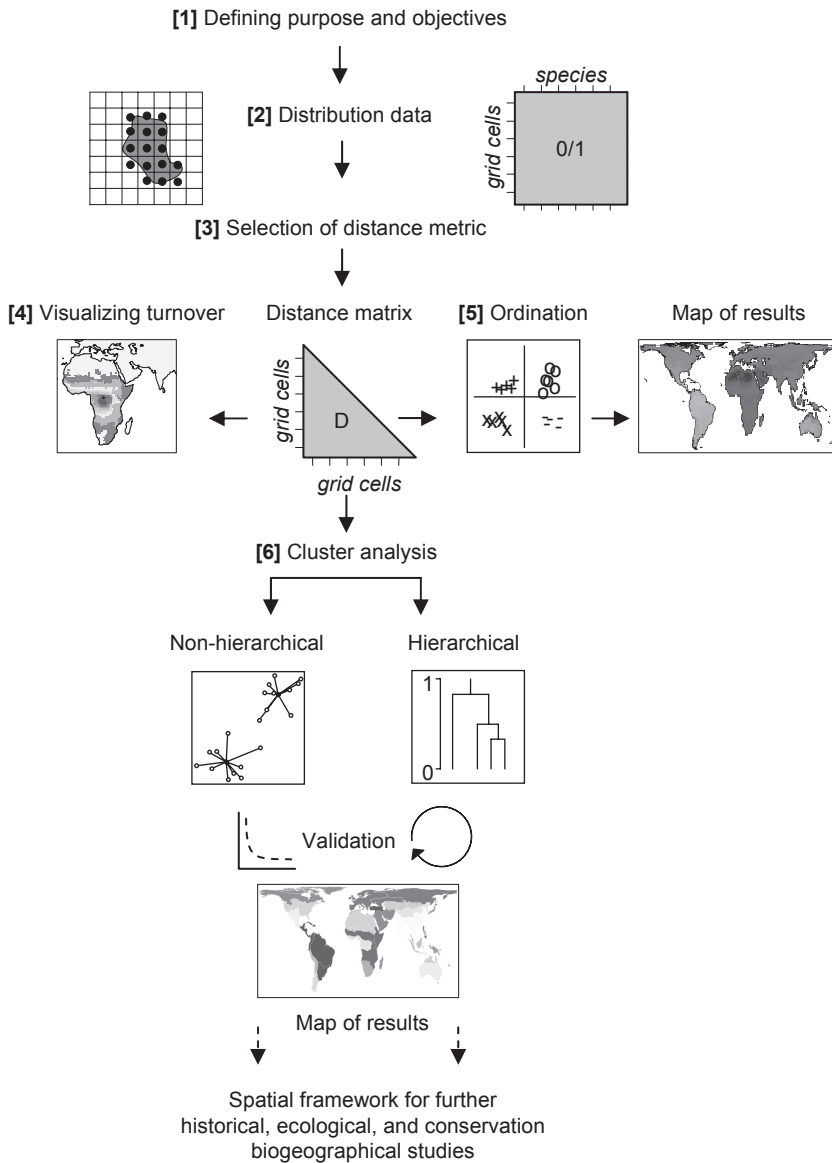 [1] Defining purpose and objectives
species
[2] Distribution data
grid cells
0/1
[3] Selection of distance metric
[4] Visualizing turnover
Distance matrix
[5] Ordination
Map of results
grid cells
D
grid cells
[6] Cluster analysis
Non-hierarchical
Hierarchical
1
0
Validation
Map of results
Spatial framework for further
historical, ecological, and conservation
biogeographical studies